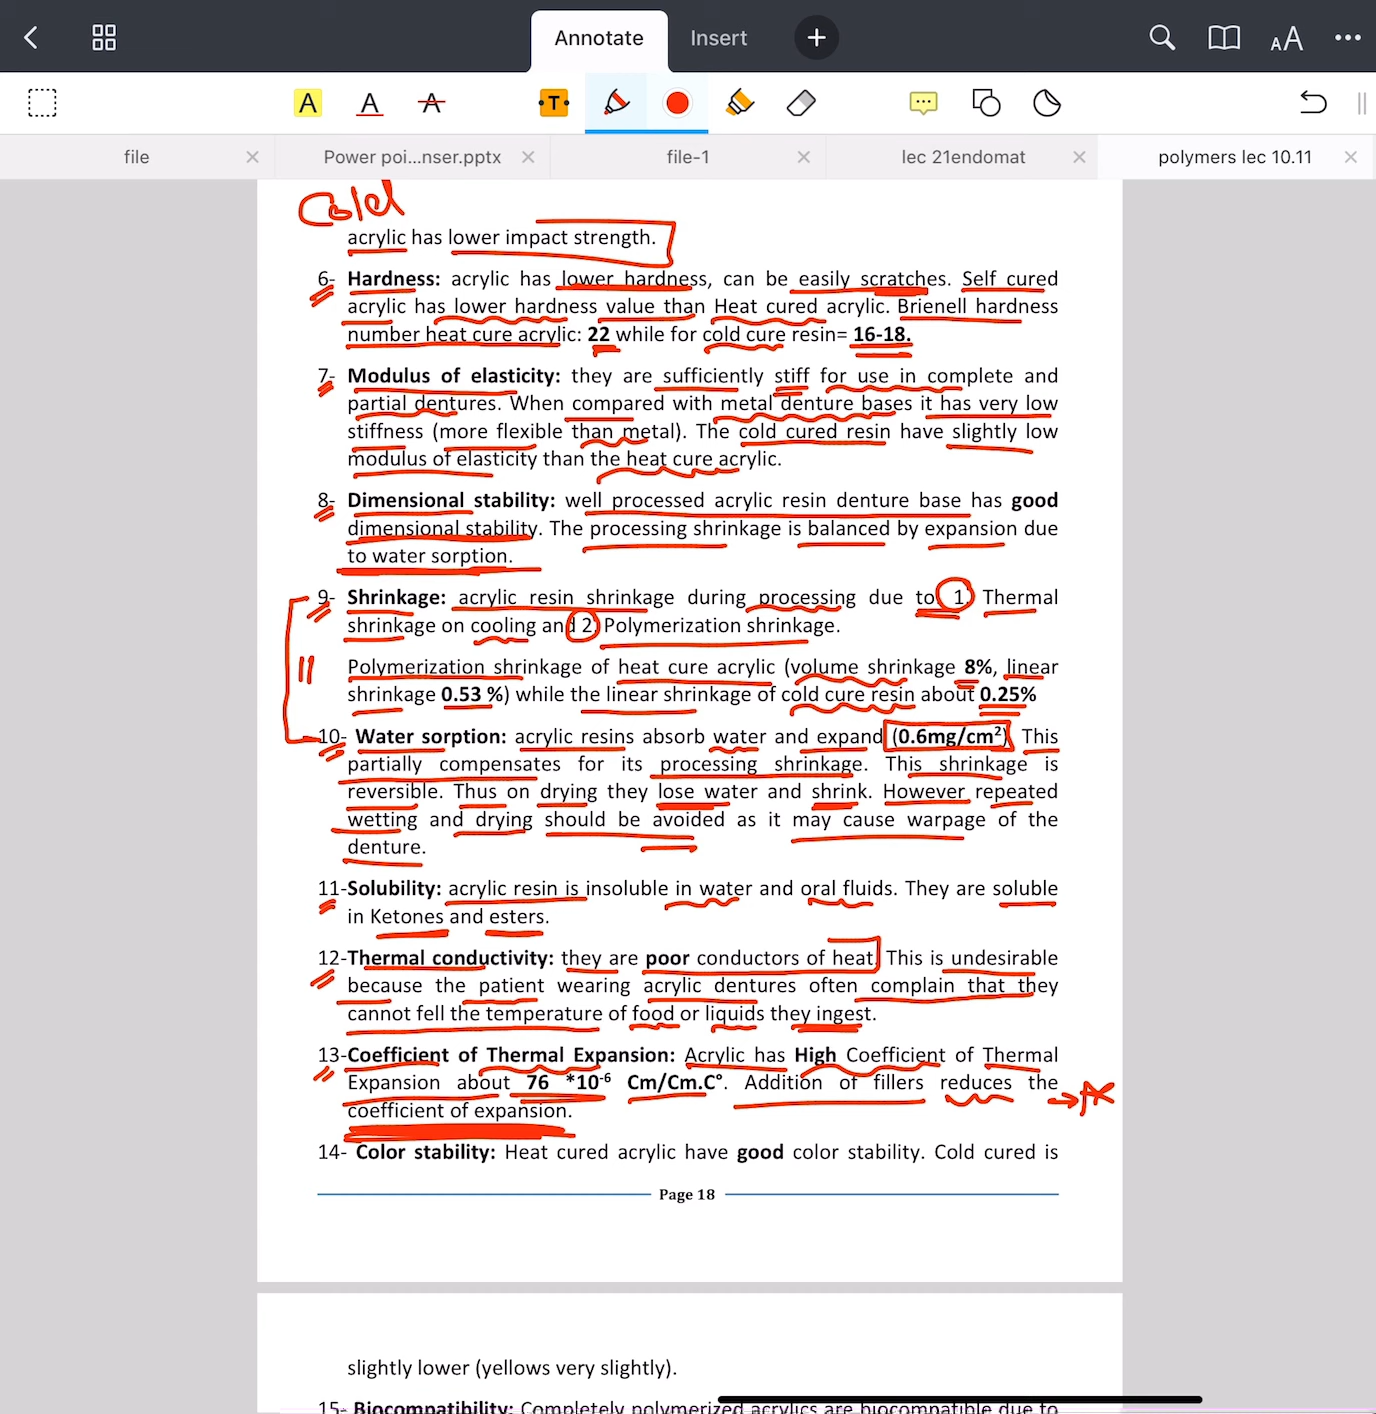 Annotate
Insert
A A A T AA
file
Power poi...nser.pptx
file-1
lec 21endomat
polymers lec 10.11
Cold
acrylic has lower impact strength.
6- Hardness: acrylic has lower hardness, can be easily scratches. Self cured
acrylic has lower hardness value than Heat cured acrylic. Brienell hardness
number heat cure acrylic: 22 while for cold cure resin= 16-18.
7- Modulus of elasticity: they are sufficiently stiff for use in complete and
partial dentures. When compared with metal denture bases it has very low
stiffness (more flexible than metal). The cold cured resin have slightly low
modulus of elasticity than the heat cure acrylic.
8- Dimensional stability: well processed acrylic resin denture base has good
dimensional stability. The processing shrinkage is balanced by expansion due
to water sorption.
9- Shrinkage: acrylic resin shrinkage during processing due to 1. Thermal
shrinkage on cooling and 2. Polymerization shrinkage.
Polymerization shrinkage of heat cure acrylic (volume shrinkage 8%, linear
shrinkage 0.53 %) while the linear shrinkage of cold cure resin about 0.25%
10- Water sorption: acrylic resins absorb water and expand (0.6mg/cm²). This
partially compensates for its processing shrinkage. This shrinkage is
reversible. Thus on drying they lose water and shrink. However repeated
wetting and drying should be avoided as it may cause warpage of the
denture.
11-Solubility: acrylic resin is insoluble in water and oral fluids. They are soluble
in Ketones and esters.
12-Thermal conductivity: they are poor conductors of heat. This is undesirable
because the patient wearing acrylic dentures often complain that they
cannot fell the temperature of food or liquids they ingest.
13-Coefficient of Thermal Expansion: Acrylic has High Coefficient of Thermal
Expansion about 76 *10⁻⁶ Cm/Cm.C°. Addition of fillers reduces the
coefficient of expansion.
14- Color stability: Heat cured acrylic have good color stability. Cold cured is
Page 18
slightly lower (yellows very slightly).
15- Biocompatibility: Completely polymerized acrylics are biocompatible due to